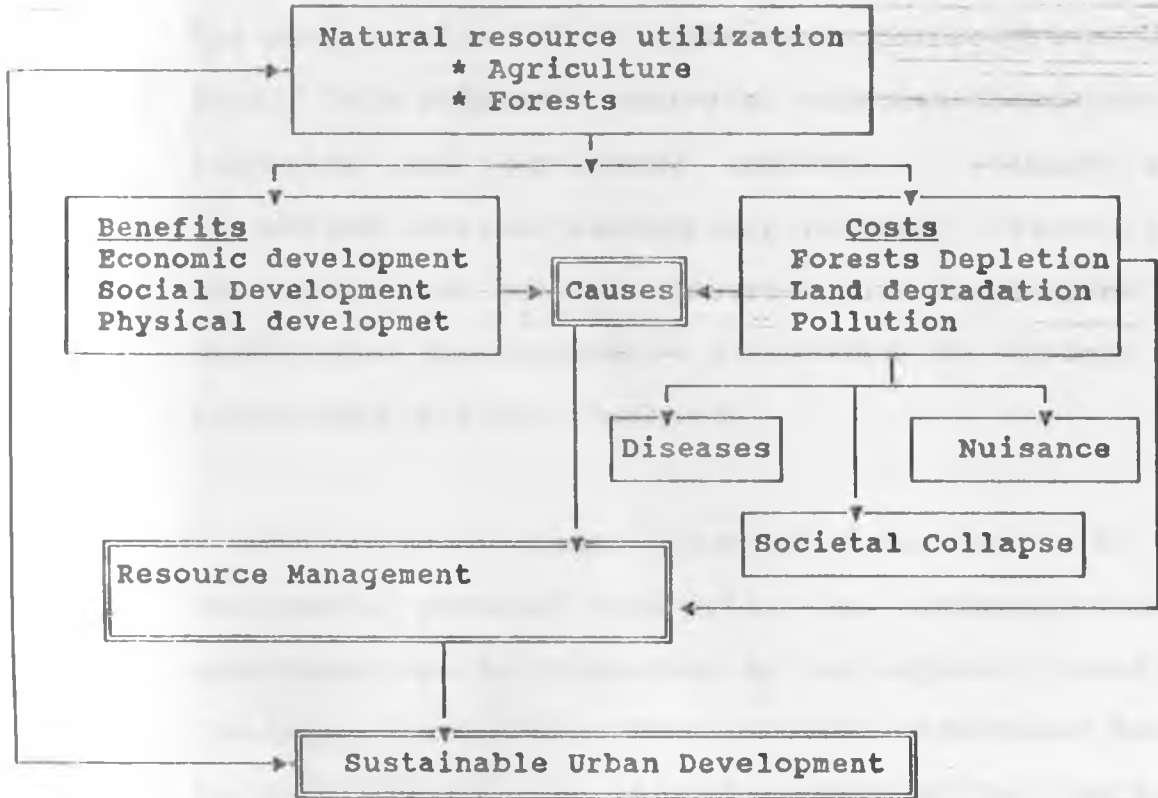 Natural resource utilization
* Agriculture
* Forests
Benefits
Economic development
Social Development
Physical developmet
Causes
Costs
Forests Depletion
Land degradation
Pollution
Diseases
Nuisance
Societal Collapse
Resource Management
Sustainable Urban Development